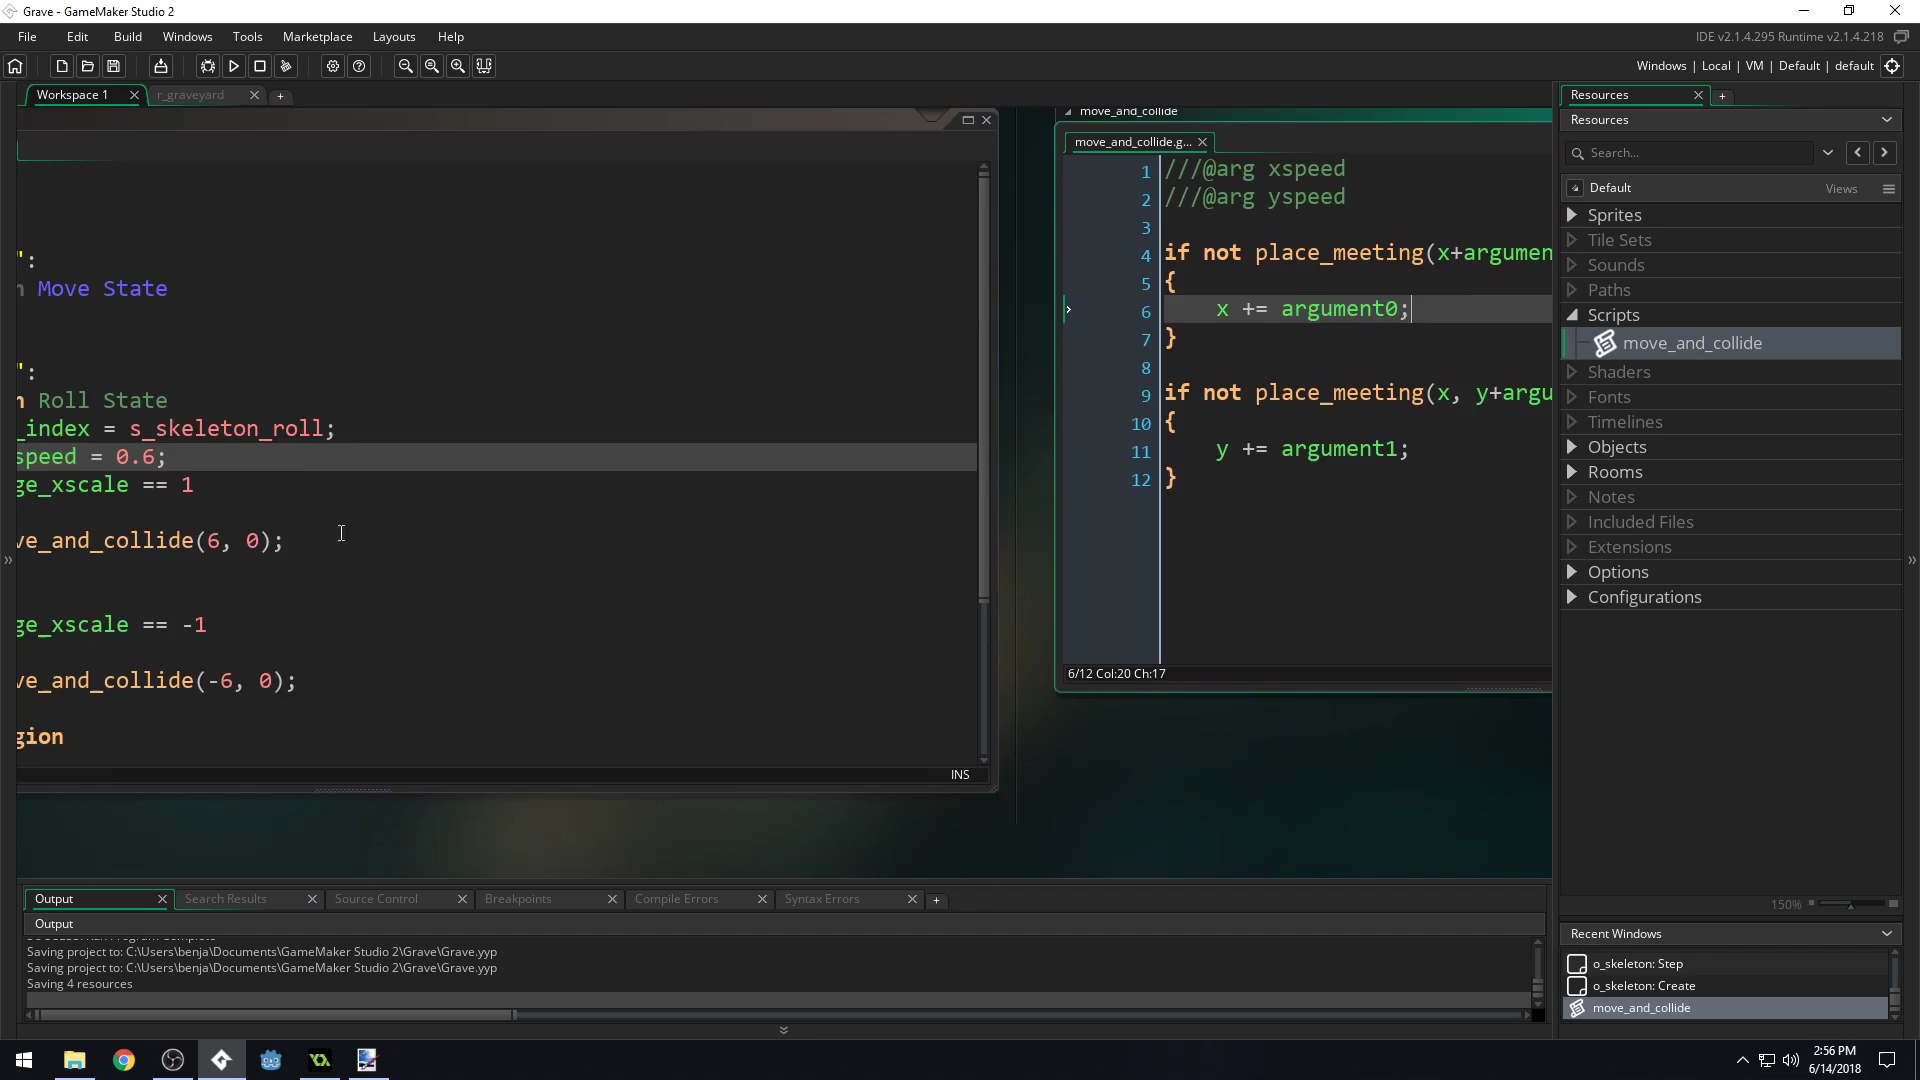 Grave - GameMaker Studio 2
File Edit Build Windows Tools Marketplace Layouts Help
IDE v2.1.4.295 Runtime v2.1.4.218
Windows | Local | VM | Default | default
Workspace 1
r_graveyard
":
Move State
":
n Roll State
_index = s_skeleton_roll;
speed = 0.6;
ge_xscale == 1
ve_and_collide(6, 0);
ge_xscale == -1
ve_and_collide(-6, 0);
gion
INS
move_and_collide
move_and_collide.g...
1 ///@arg xspeed
2 ///@arg yspeed
3
4 if not place_meeting(x+argumen
5 {
6 x += argument0;
7 }
8
9 if not place_meeting(x, y+argu
10 {
11 y += argument1;
12 }
6/12 Col:20 Ch:17
Resources
Resources
Search...
Default Views
Sprites
Tile Sets
Sounds
Paths
Scripts
move_and_collide
Shaders
Fonts
Timelines
Objects
Rooms
Notes
Included Files
Extensions
Options
Configurations
150%
Recent Windows
o_skeleton: Step
o_skeleton: Create
move_and_collide
Output Search Results Source Control Breakpoints Compile Errors Syntax Errors
Output
Saving project to: C:\Users\benja\Documents\GameMaker Studio 2\Grave\Grave.yyp
Saving project to: C:\Users\benja\Documents\GameMaker Studio 2\Grave\Grave.yyp
Saving 4 resources
2:56 PM
6/14/2018